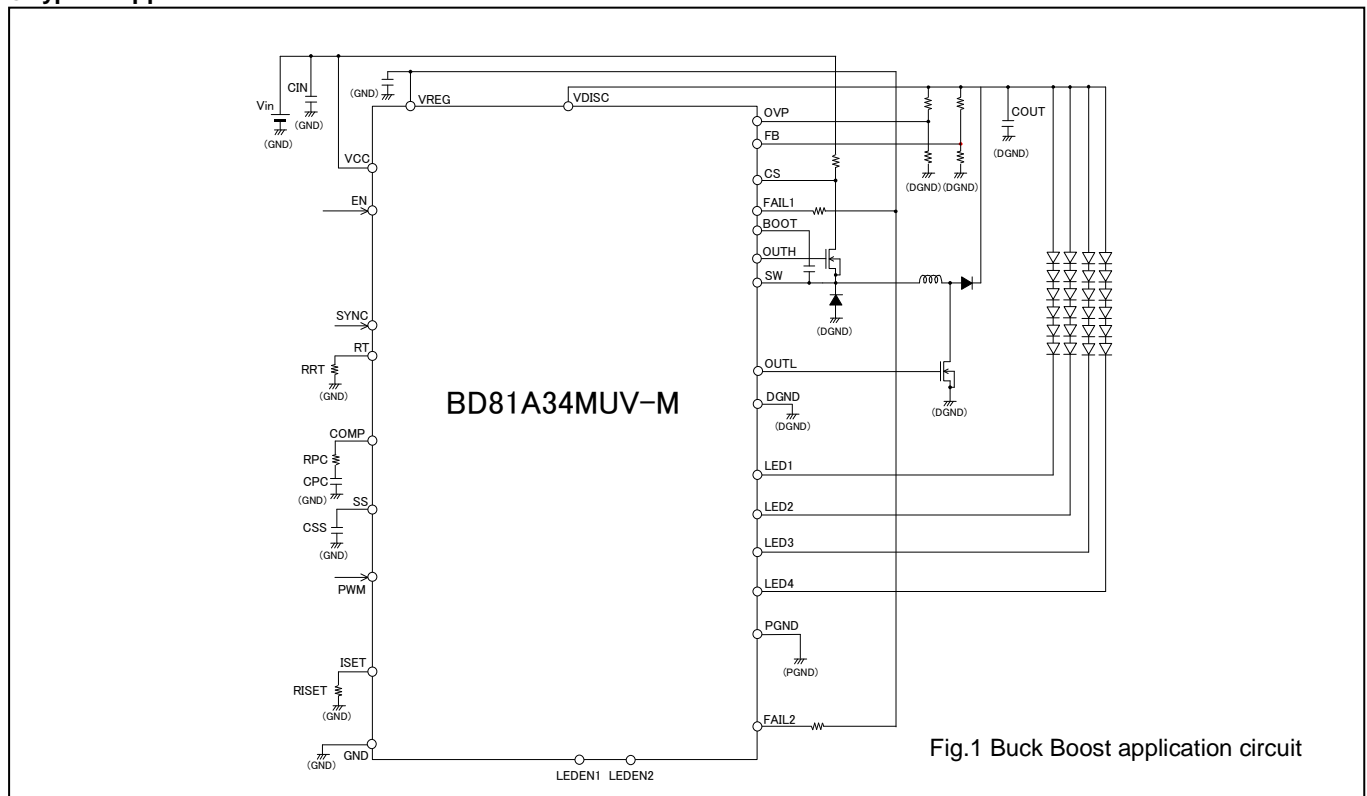 CIN
Vin
(GND)
(GND)
(GND)
VREG
VDISC
VCC
EN
SYNC
RT
RRT
(GND)
COMP
RPC
CPC
(GND)
SS
CSS
(GND)
PWM
ISET
RISET
(GND)
GND
(GND)
LEDEN1 LEDEN2
BD81A34MUV-M
OVP
FB
CS
FAIL1
BOOT
OUTH
SW
OUTL
DGND
(DGND)
LED1
LED2
LED3
LED4
PGND
(PGND)
FAIL2
(DGND) (DGND)
COUT
(DGND)
(DGND)
(DGND)
Fig.1 Buck Boost application circuit